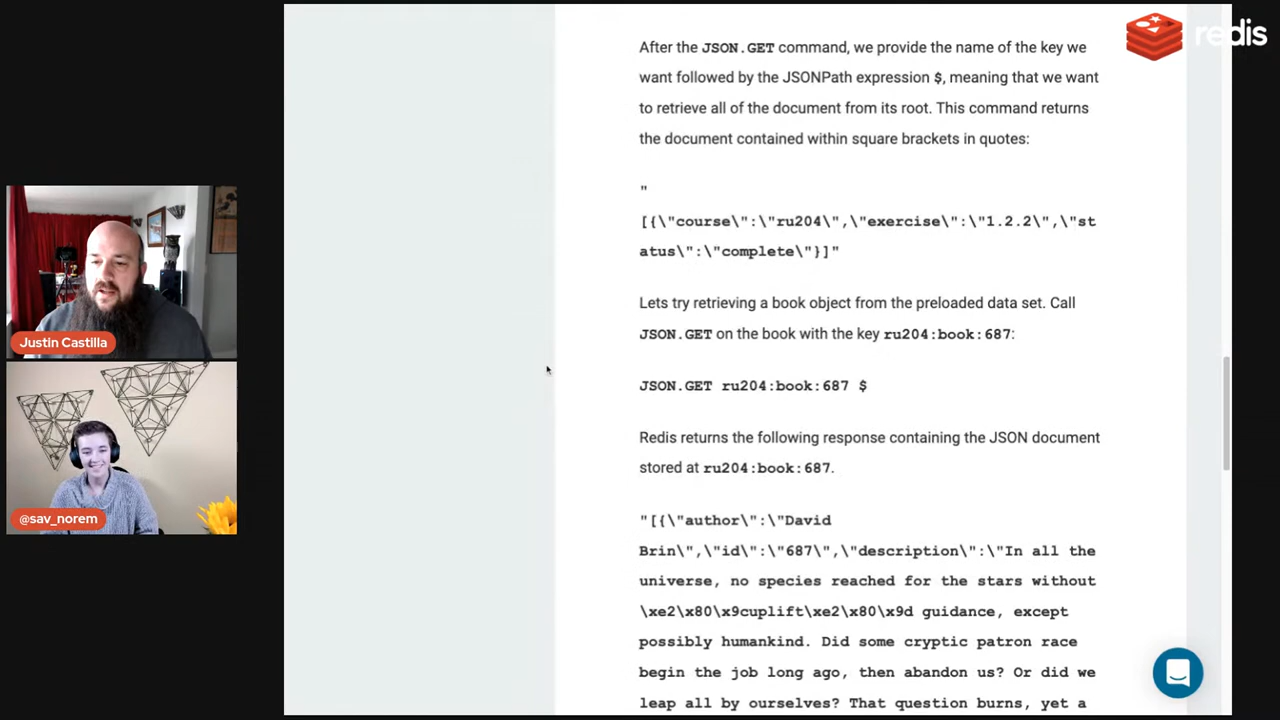 redis
After the JSON.GET command, we provide the name of the key we
want followed by the JSONPath expression $, meaning that we want
to retrieve all of the document from its root. This command returns
the document contained within square brackets in quotes:
"
[{\"course\":\"ru204\",\"exercise\":\"1.2.2\",\"st
atus\":\"complete\"}]"
Lets try retrieving a book object from the preloaded data set. Call
JSON.GET on the book with the key ru204:book:687:
JSON.GET ru204:book:687 $
Redis returns the following response containing the JSON document
stored at ru204:book:687.
"[{\"author\":\"David
Brin\",\"id\":\"687\",\"description\":\"In all the
universe, no species reached for the stars without
\xe2\x80\x9cuplift\xe2\x80\x9d guidance, except
possibly humankind. Did some cryptic patron race
begin the job long ago, then abandon us? Or did we
leap all by ourselves? That question burns, yet a
Justin Castilla
@sav_norem